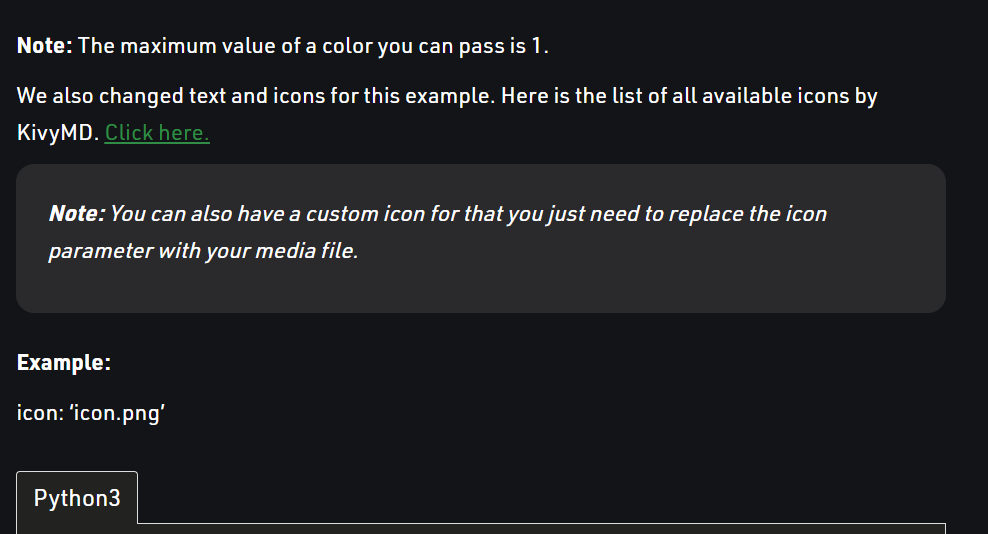 Note: The maximum value of a color you can pass is 1.
We also changed text and icons for this example. Here is the list of all available icons by
KivyMD. Click here.
Note: You can also have a custom icon for that you just need to replace the icon
parameter with your media file.
Example:
icon: ‘icon.png’
Python3